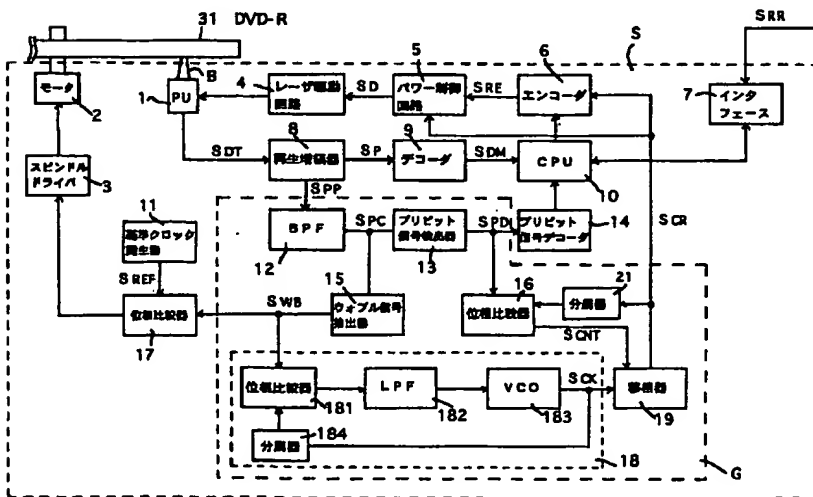 31 DVD-R
SRR
S
B
モータ
2
1
PU
4
レーザ駆動
回路
SD
5
パワー制御
回路
SRE
6
エンコーダ
7
インタ
フェース
SDT
8
再生増幅器
SP
9
デコーダ
SDM
CPU
10
スピンドル
ドライバ
3
SPP
SCR
11
基準クロック
発生器
BPF
12
SPC
プリピット
信号検出器
13
SPD
プリピット
信号デコーダ
14
SREF
15
ウォブル信号
抽出器
SWB
16
位相比較器
21
分周器
位相比較器
17
SCNT
位相比較器
181
LPF
182
VCO
183
SCK
移相器
19
分周器
184
18
G